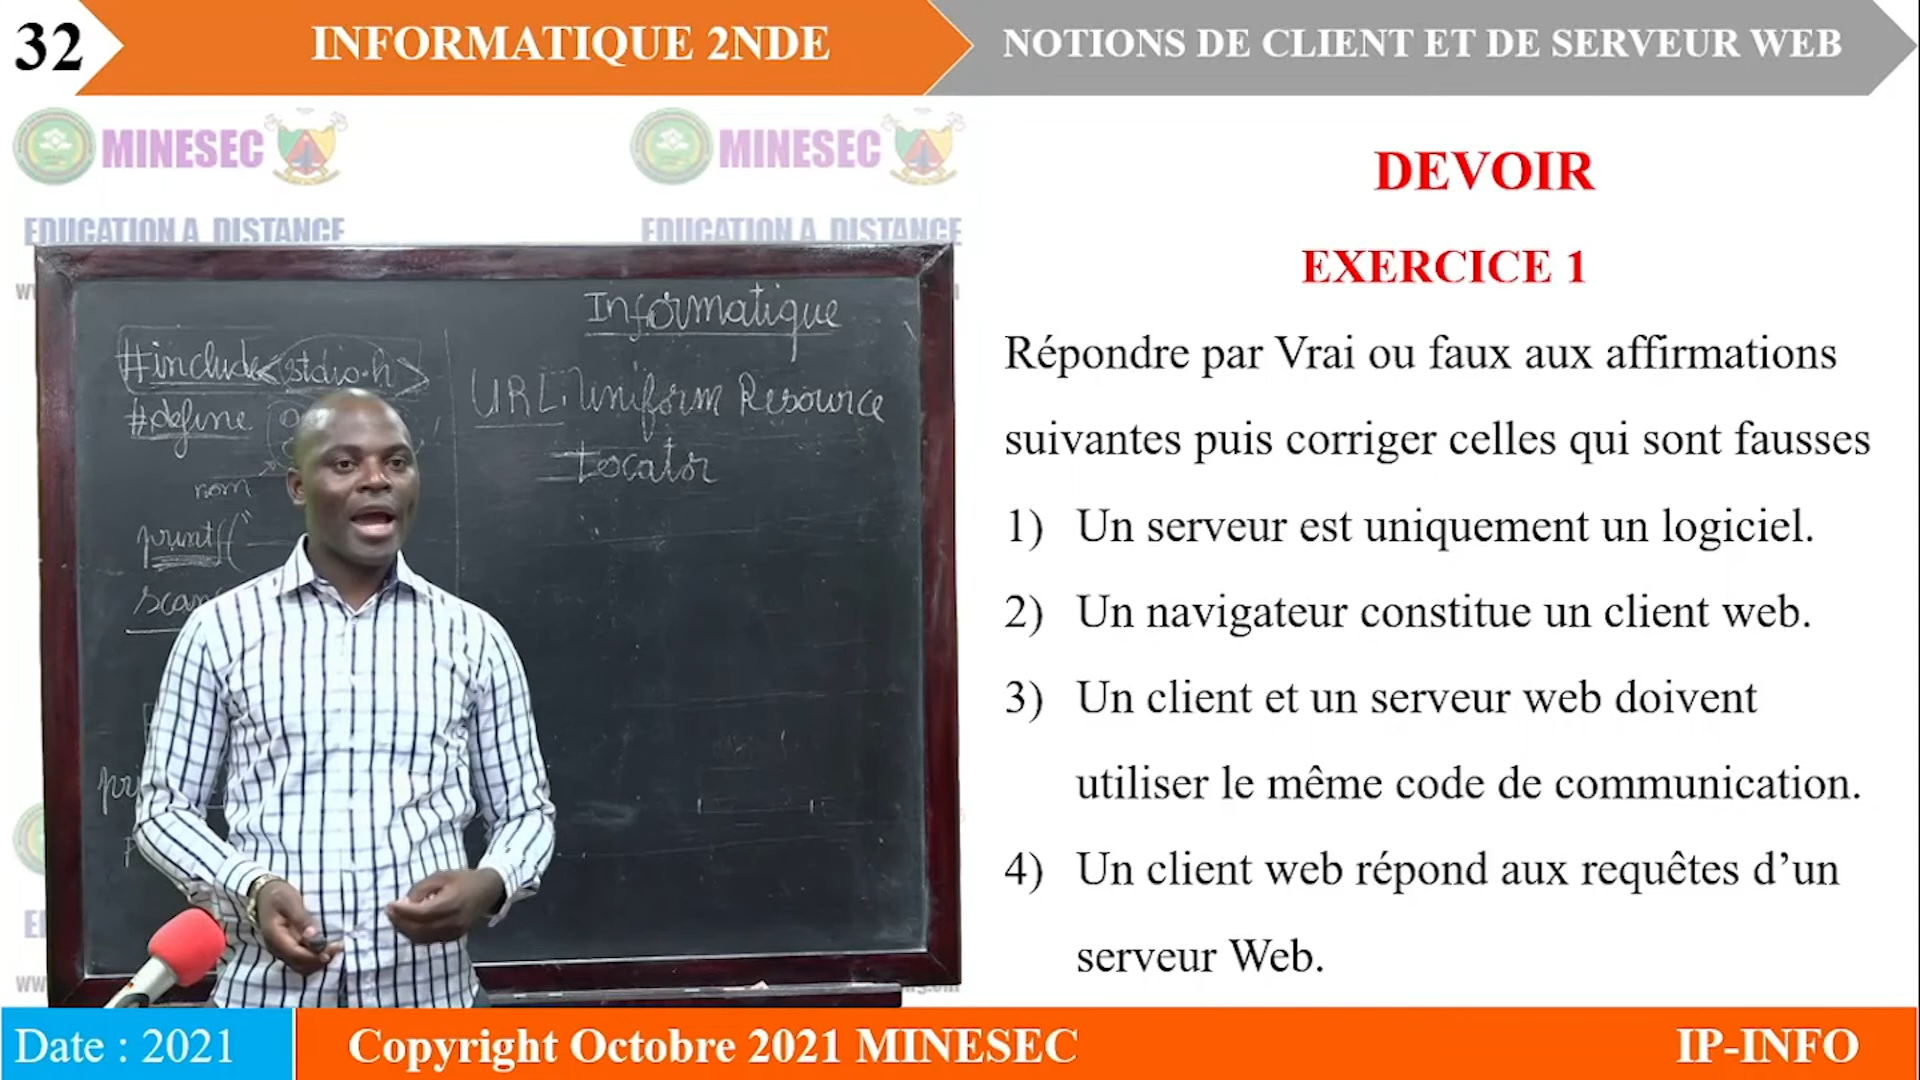 32
INFORMATIQUE 2NDE
NOTIONS DE CLIENT ET DE SERVEUR WEB
MINESEC
MINESEC
EDUCATION A DISTANCE
EDUCATION A DISTANCE
Informatique
#include<stdio.h>
#define
nom
printf("
URL: Uniform Resource
Locator
DEVOIR
EXERCICE 1
Répondre par Vrai ou faux aux affirmations
suivantes puis corriger celles qui sont fausses
1) Un serveur est uniquement un logiciel.
2) Un navigateur constitue un client web.
3) Un client et un serveur web doivent
utiliser le même code de communication.
4) Un client web répond aux requêtes d’un
serveur Web.
Date : 2021
Copyright Octobre 2021 MINESEC
IP-INFO